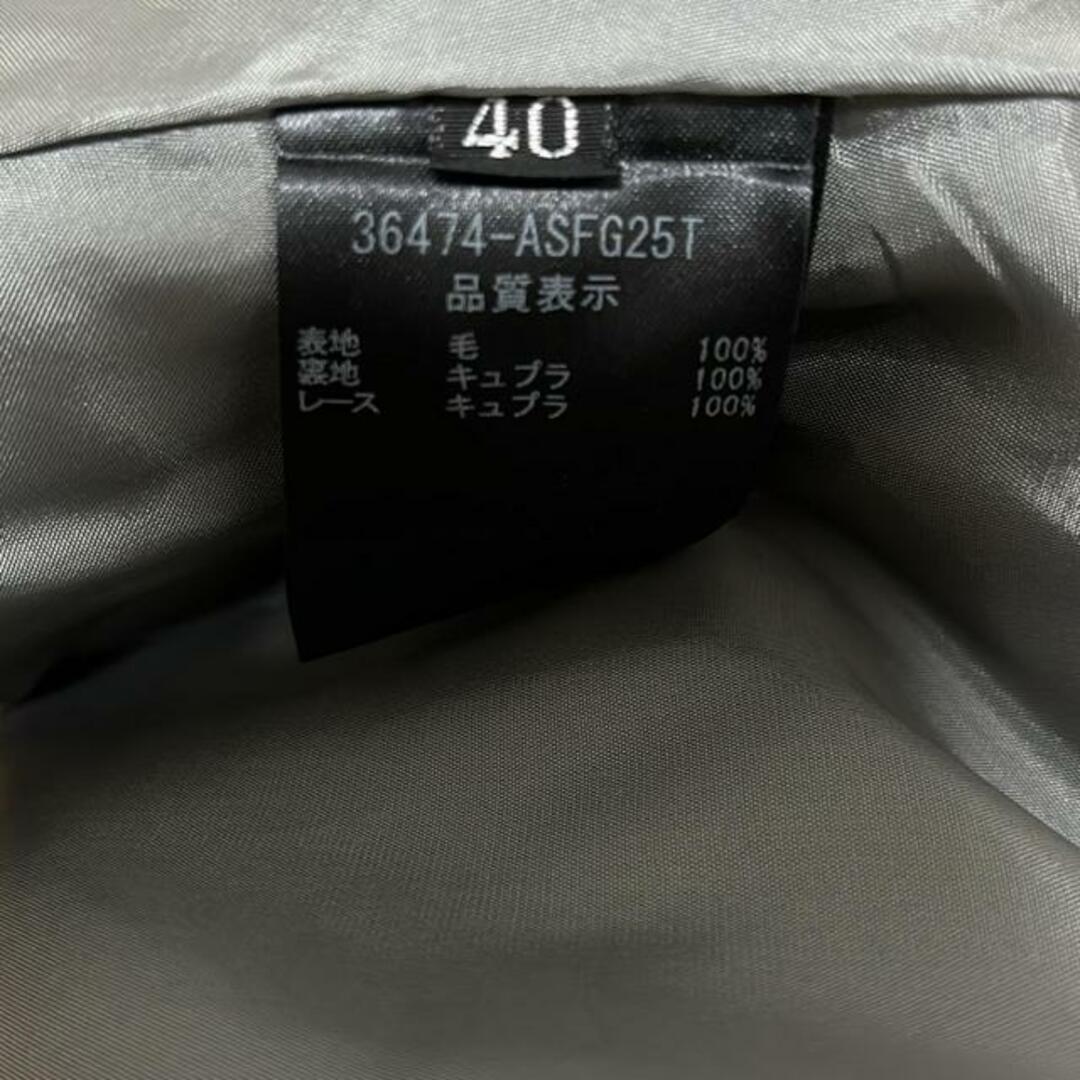 40
36474-ASFG25T
品質表示
表地 毛 100%
裏地 キュプラ 100%
レース キュプラ 100%